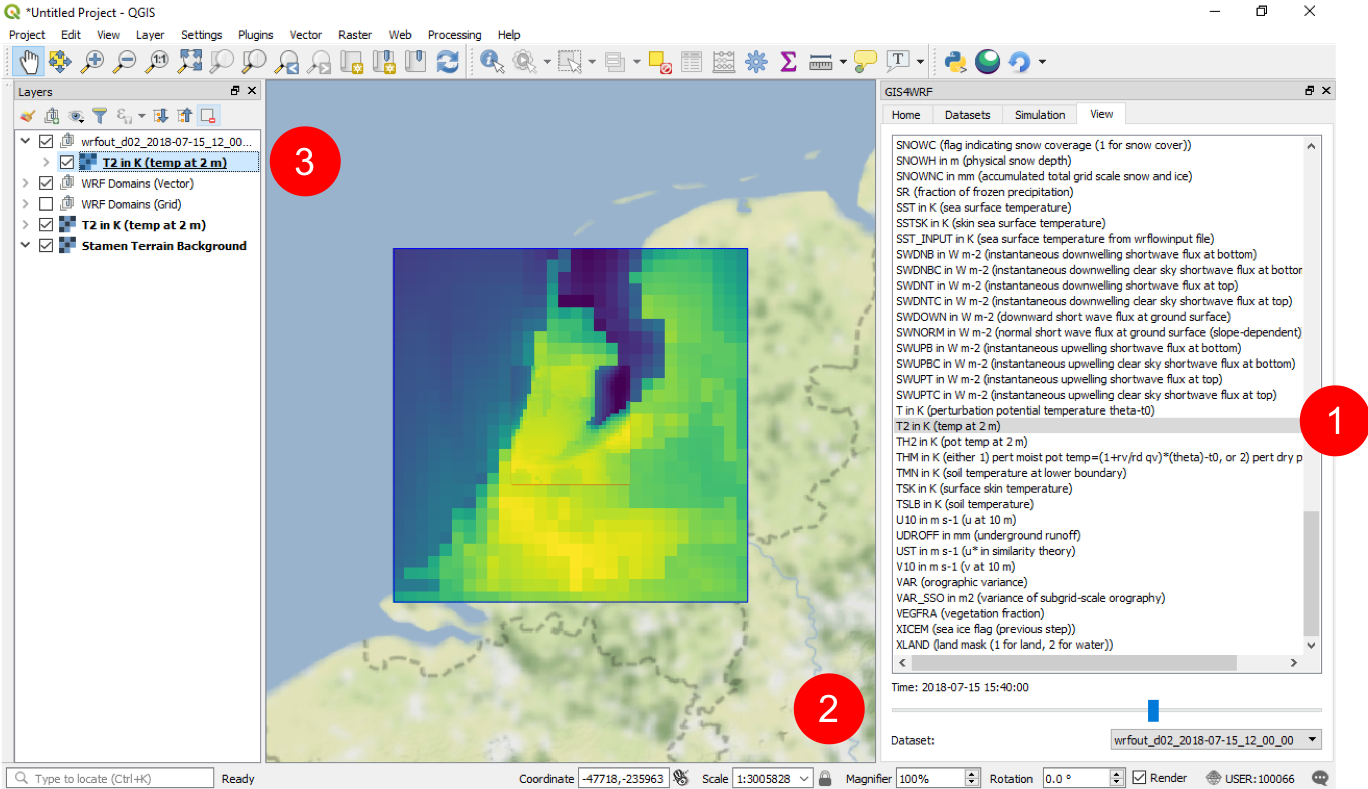 *Untitled Project - QGIS
Project Edit View Layer Settings Plugins Vector Raster Web Processing Help
Layers
wrfout_d02_2018-07-15_12_00...
T2 in K (temp at 2 m)
WRF Domains (Vector)
WRF Domains (Grid)
T2 in K (temp at 2 m)
Stamen Terrain Background
3
GIS4WRF
Home Datasets Simulation View
SNOWC (flag indicating snow coverage (1 for snow cover))
SNOWH in m (physical snow depth)
SNOWNC in mm (accumulated total grid scale snow and ice)
SR (fraction of frozen precipitation)
SST in K (sea surface temperature)
SSTSK in K (skin sea surface temperature)
SST_INPUT in K (sea surface temperature from wrflowinput file)
SWDNB in W m-2 (instantaneous downwelling shortwave flux at bottom)
SWDNBC in W m-2 (instantaneous downwelling clear sky shortwave flux at bottor
SWDNT in W m-2 (instantaneous downwelling shortwave flux at top)
SWDNTC in W m-2 (instantaneous downwelling clear sky shortwave flux at top)
SWDOWN in W m-2 (downward short wave flux at ground surface)
SWNORM in W m-2 (normal short wave flux at ground surface (slope-dependent)
SWUPB in W m-2 (instantaneous upwelling shortwave flux at bottom)
SWUPBC in W m-2 (instantaneous upwelling clear sky shortwave flux at bottom)
SWUPT in W m-2 (instantaneous upwelling shortwave flux at top)
SWUPTC in W m-2 (instantaneous upwelling clear sky shortwave flux at top)
T in K (perturbation potential temperature theta-t0)
T2 in K (temp at 2 m)
TH2 in K (pot temp at 2 m)
THM in K (either 1) pert moist pot temp=(1+rv/rd qv)*(theta)-t0, or 2) pert dry p
TMN in K (soil temperature at lower boundary)
TSK in K (surface skin temperature)
TSLB in K (soil temperature)
U10 in m s-1 (u at 10 m)
UDROFF in mm (underground runoff)
UST in m s-1 (u* in similarity theory)
V10 in m s-1 (v at 10 m)
VAR (orographic variance)
VAR_SSO in m2 (variance of subgrid-scale orography)
VEGFRA (vegetation fraction)
XICEM (sea ice flag (previous step))
XLAND (land mask (1 for land, 2 for water))
1
Time: 2018-07-15 15:40:00
2
Dataset: wrfout_d02_2018-07-15_12_00_00
Type to locate (Ctrl+K) Ready Coordinate -47718,-235963 Scale 1:3005828 Magnifier 100% Rotation 0.0 ° Render USER:100066